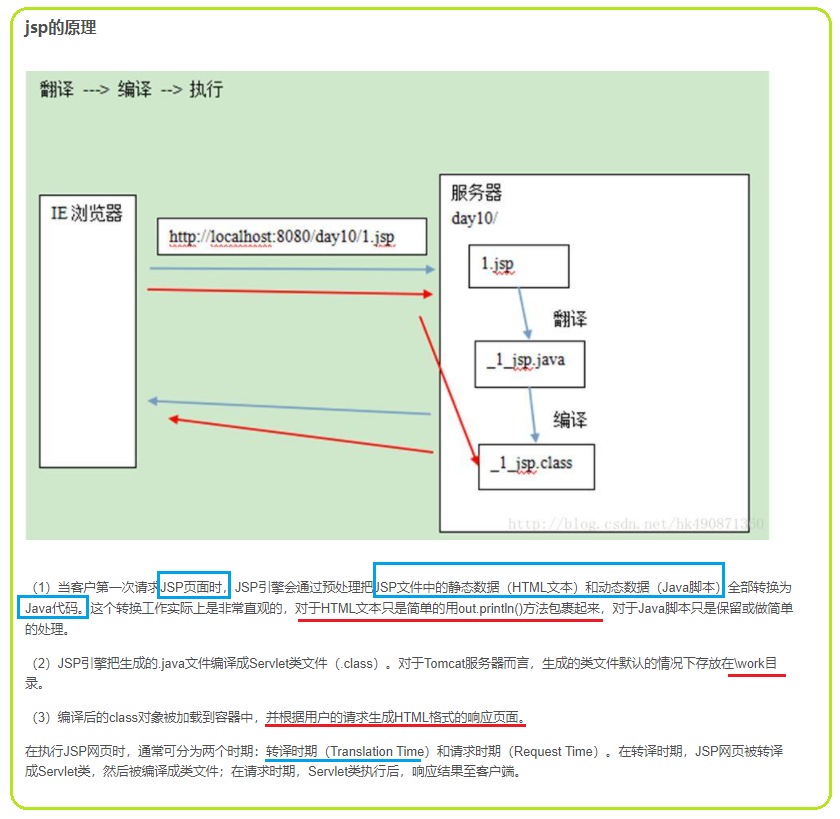 jsp的原理
翻译 ---> 编译 --> 执行
IE 浏览器
http://localhost:8080/day10/1.jsp
服务器
day10/
1.jsp
翻译
_1_jsp.java
编译
_1_jsp.class
http://blog.csdn.net/hk490871360
（1）当客户第一次请求JSP页面时，JSP引擎会通过预处理把JSP文件中的静态数据（HTML文本）和动态数据（Java脚本）全部转换为
Java代码。这个转换工作实际上是非常直观的，对于HTML文本只是简单的用out.println()方法包裹起来，对于Java脚本只是保留或做简单
的处理。
（2）JSP引擎把生成的.java文件编译成Servlet类文件（.class）。对于Tomcat服务器而言，生成的类文件默认的情况下存放在\work目
录。
（3）编译后的class对象被加载到容器中，并根据用户的请求生成HTML格式的响应页面。
在执行JSP网页时，通常可分为两个时期：转译时期（Translation Time）和请求时期（Request Time）。在转译时期，JSP网页被转译
成Servlet类，然后被编译成类文件；在请求时期，Servlet类执行后，响应结果至客户端。